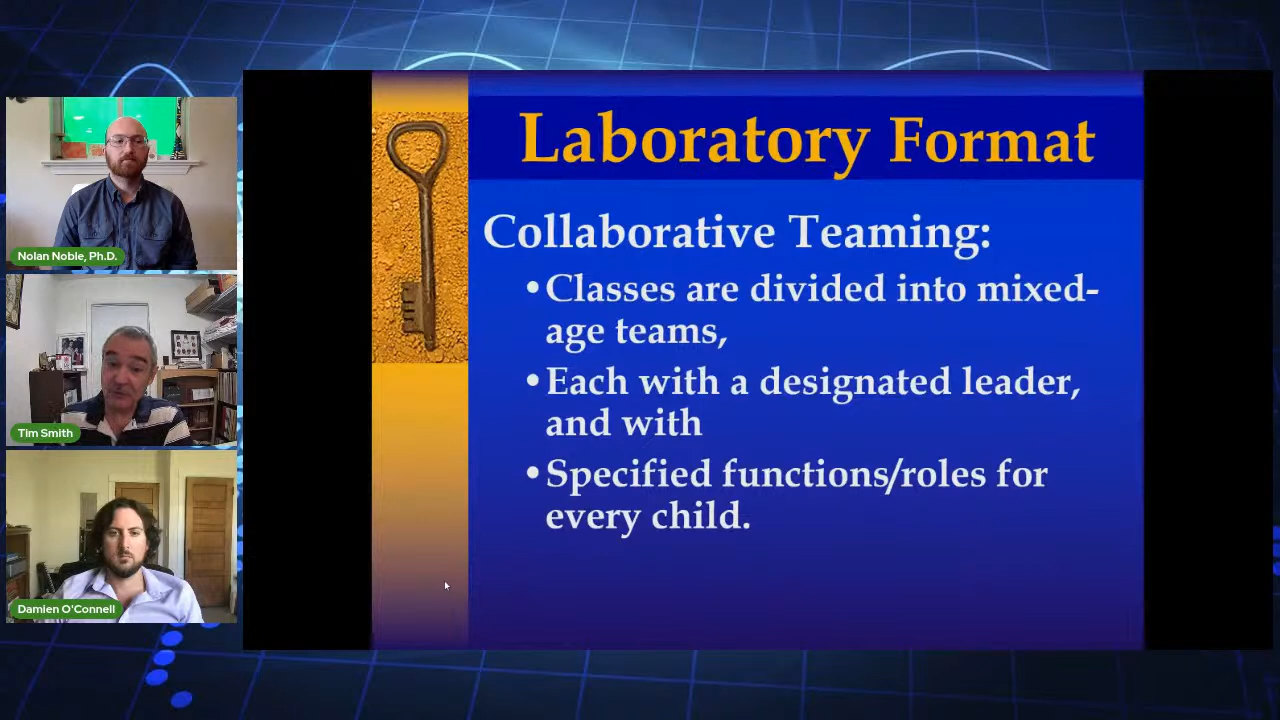 Laboratory Format
Collaborative Teaming:
•Classes are divided into mixed-
age teams,
•Each with a designated leader,
and with
•Specified functions/roles for
every child.
Nolan Noble, Ph.D.
Tim Smith
Damien O'Connell